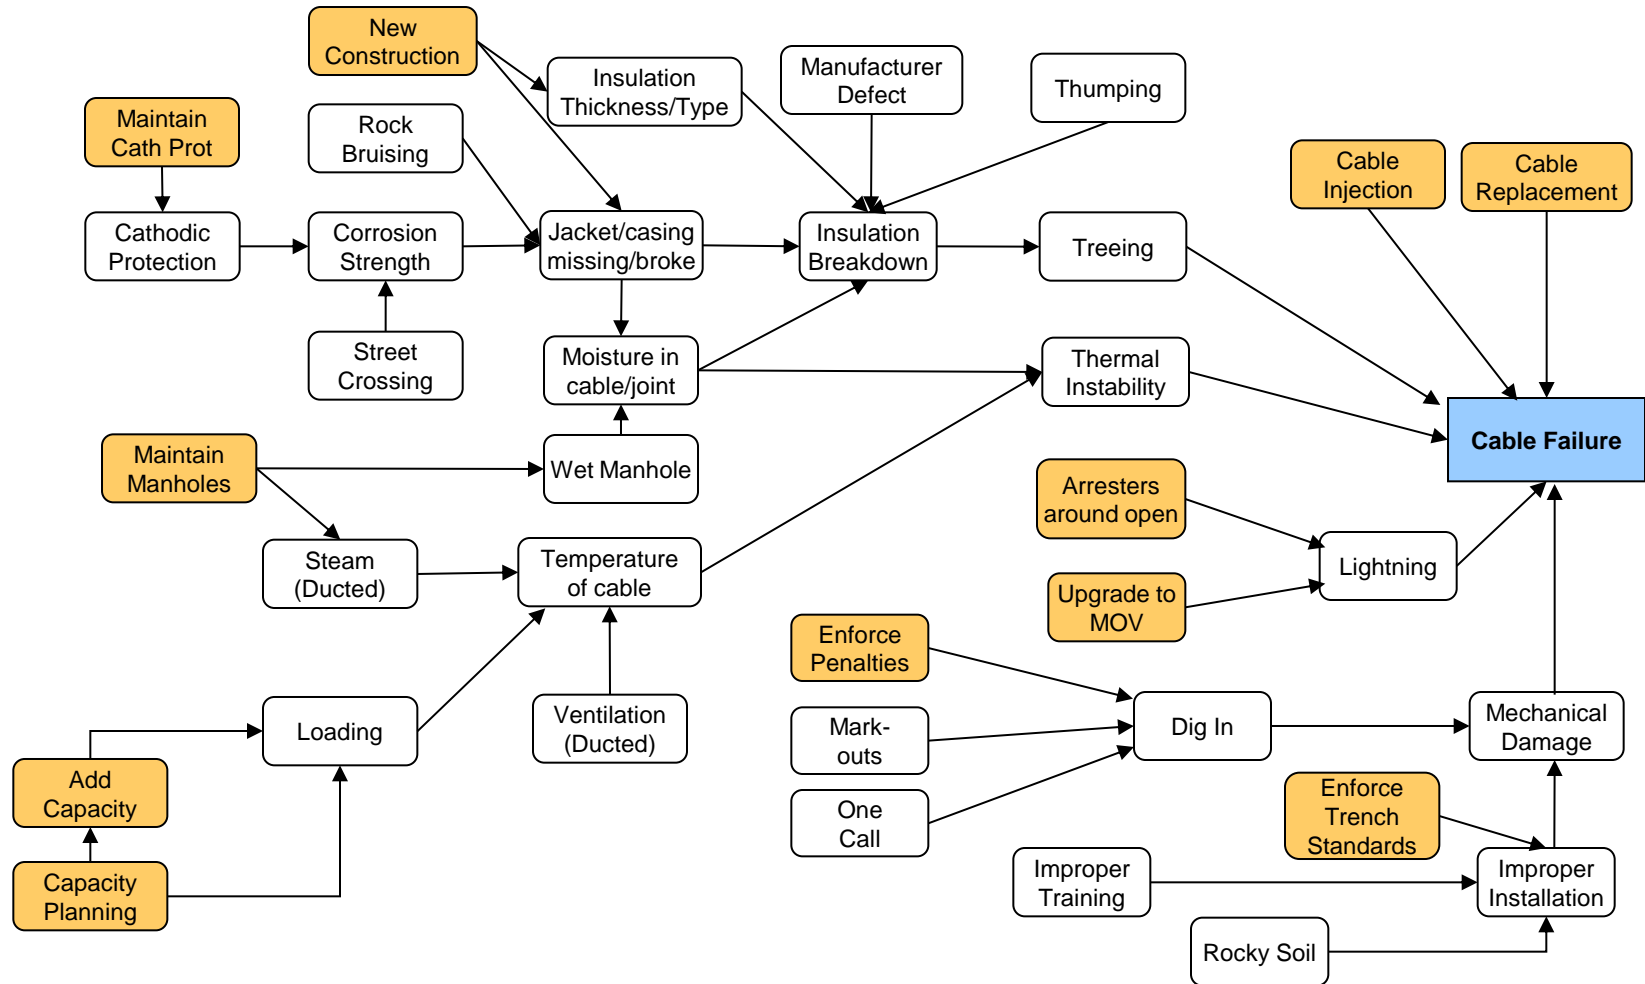 New
Construction
Insulation
Thickness/Type
Manufacturer
Defect
Thumping
Maintain
Cath Prot
Rock
Bruising
Cable
Injection
Cable
Replacement
Cathodic
Protection
Corrosion
Strength
Jacket/casing
missing/broke
Insulation
Breakdown
Treeing
Street
Crossing
Moisture in
cable/joint
Thermal
Instability
Cable Failure
Maintain
Manholes
Wet Manhole
Arresters
around open
Steam
(Ducted)
Temperature
of cable
Lightning
Upgrade to
MOV
Enforce
Penalties
Loading
Ventilation
(Ducted)
Mark-
outs
Dig In
Mechanical
Damage
Add
Capacity
One
Call
Enforce
Trench
Standards
Capacity
Planning
Improper
Training
Improper
Installation
Rocky Soil